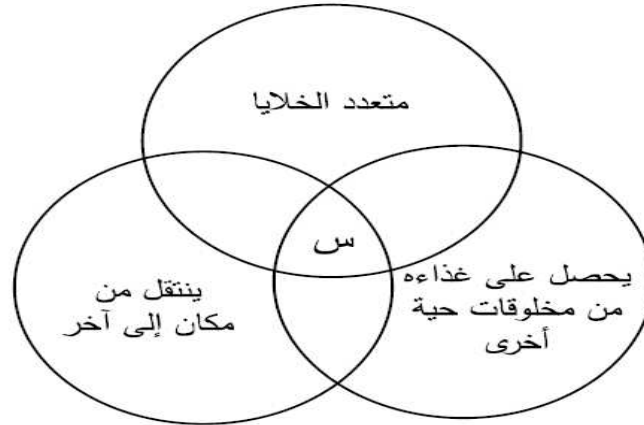 متعدد الخلايا
س
يحصل على غذاءه
من مخلوقات حية
أخرى
ينتقل من
مكان إلى آخر